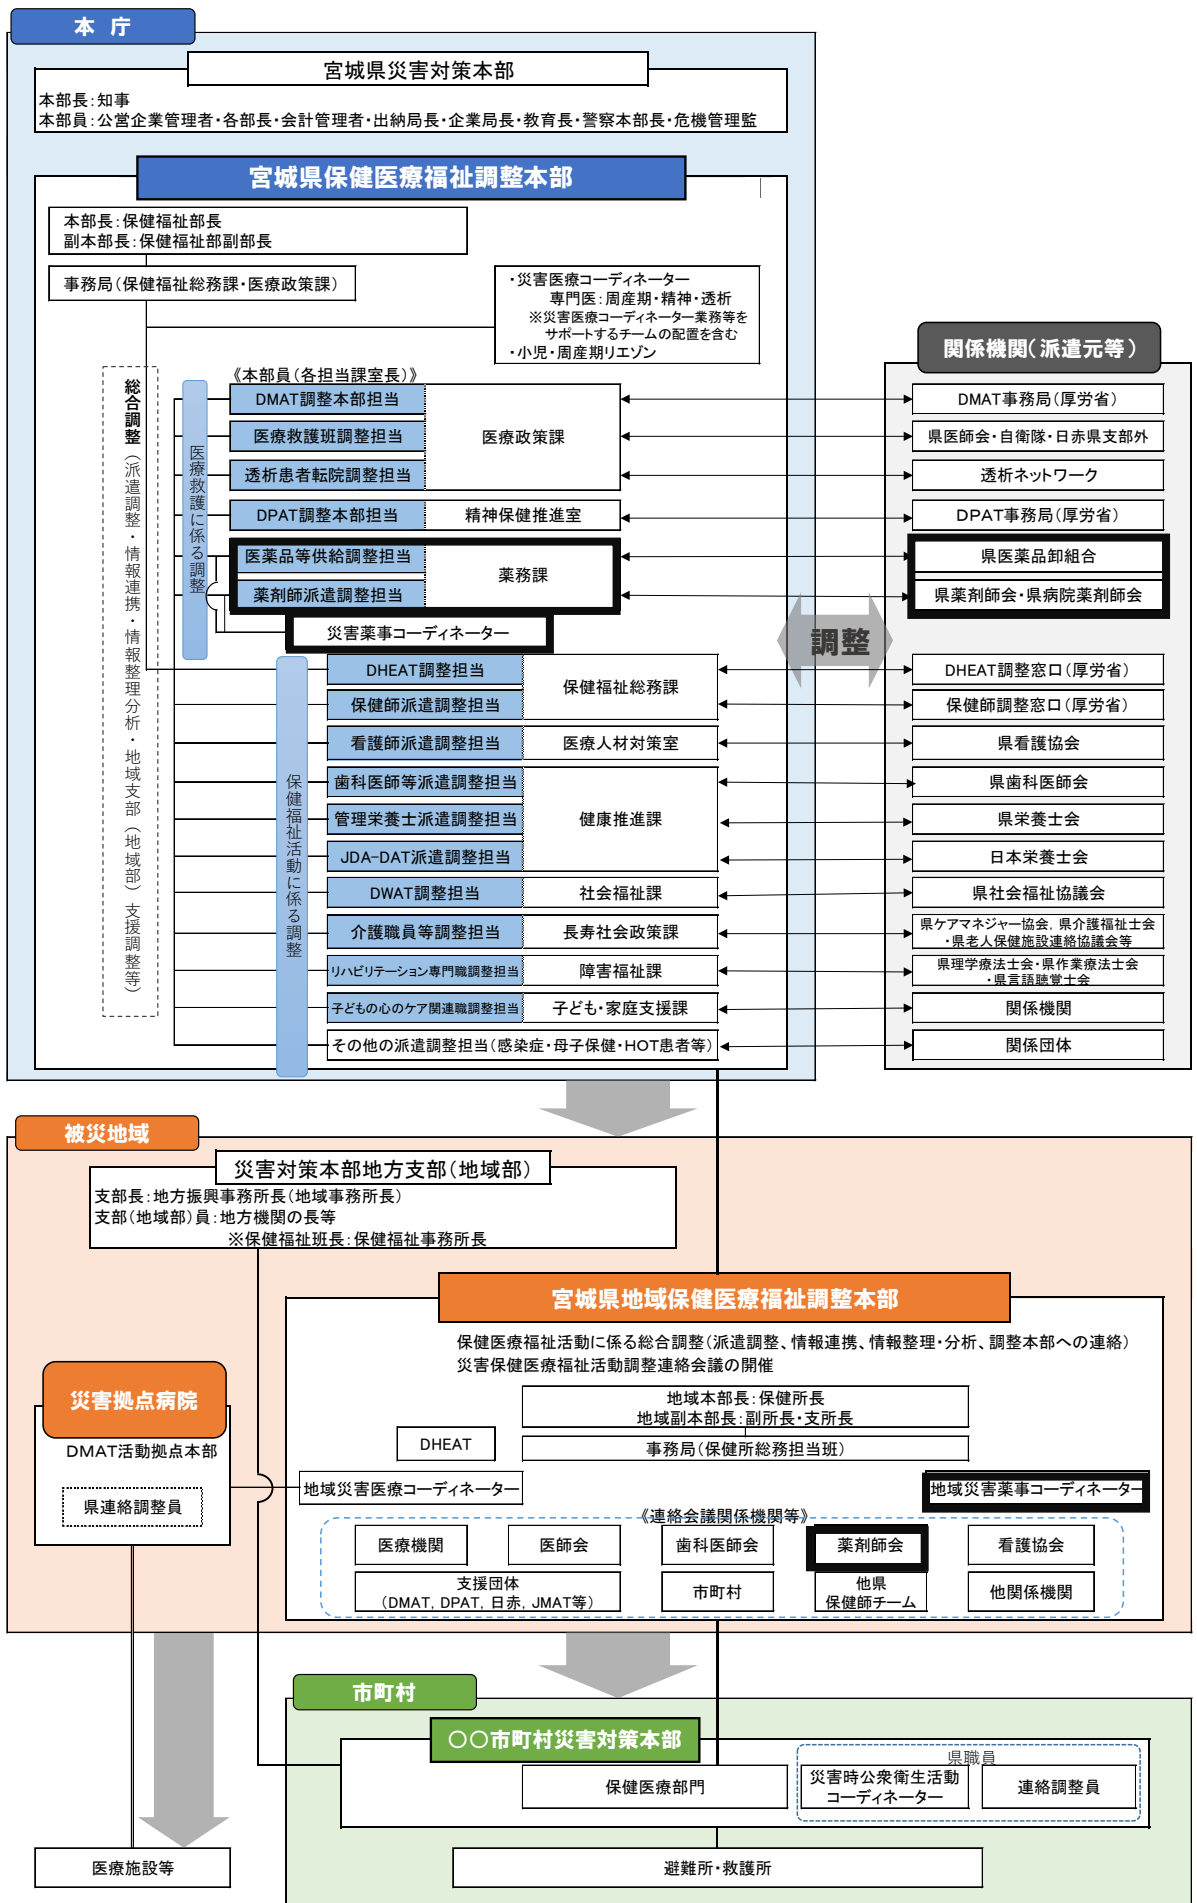 本 庁
宮城県災害対策本部
本部長：知事
本部員：公営企業管理者・各部長・会計管理者・出納局長・企業局長・教育長・警察本部長・危機管理監
宮城県保健医療福祉調整本部
本部長：保健福祉部長
副本部長：保健福祉部副部長
事務局（保健福祉総務課・医療政策課）
・災害医療コーディネーター
専門医：周産期・精神・透析
※災害医療コーディネーター業務等を
サポートするチームの配置を含む
・小児・周産期リエゾン
関係機関（派遣元等）
総合調整（派遣調整・情報連携・情報整理分析・地域支部（地域部）支援調整等）
医療救護に係る調整
《本部員（各担当課室長）》
DMAT調整本部担当
医療政策課
DMAT事務局（厚労省）
医療救護班調整担当
県医師会・自衛隊・日赤県支部外
透析患者転院調整担当
透析ネットワーク
DPAT調整本部担当
精神保健推進室
DPAT事務局（厚労省）
医薬品等供給調整担当
薬務課
県医薬品卸組合
薬剤師派遣調整担当
県薬剤師会・県病院薬剤師会
災害薬事コーディネーター
調整
保健福祉活動に係る調整
DHEAT調整担当
保健福祉総務課
DHEAT調整窓口（厚労省）
保健師派遣調整担当
保健師調整窓口（厚労省）
看護師派遣調整担当
医療人材対策室
県看護協会
歯科医師等派遣調整担当
健康推進課
県歯科医師会
管理栄養士派遣調整担当
県栄養士会
JDA-DAT派遣調整担当
日本栄養士会
DWAT調整担当
社会福祉課
県社会福祉協議会
介護職員等調整担当
長寿社会政策課
県ケアマネジャー協会，県介護福祉士会
・県老人保健施設連絡協議会等
リハビリテーション専門職調整担当
障害福祉課
県理学療法士会・県作業療法士会
・県言語聴覚士会
子どもの心のケア関連職調整担当
子ども・家庭支援課
関係機関
その他の派遣調整担当（感染症・母子保健・HOT患者等）
関係団体
被災地域
災害対策本部地方支部（地域部）
支部長：地方振興事務所長（地域事務所長）
支部（地域部）員：地方機関の長等
※保健福祉班長：保健福祉事務所長
宮城県地域保健医療福祉調整本部
保健医療福祉活動に係る総合調整（派遣調整、情報連携、情報整理・分析、調整本部への連絡）
災害保健医療福祉活動調整連絡会議の開催
災害拠点病院
DMAT活動拠点本部
県連絡調整員
地域本部長：保健所長
地域副本部長：副所長・支所長
DHEAT
事務局（保健所総務担当班）
地域災害医療コーディネーター
地域災害薬事コーディネーター
《連絡会議関係機関等》
医療機関
医師会
歯科医師会
薬剤師会
看護協会
支援団体
（DMAT，DPAT，日赤，JMAT等）
市町村
他県
保健師チーム
他関係機関
市町村
〇〇市町村災害対策本部
県職員
保健医療部門
災害時公衆衛生活動
コーディネーター
連絡調整員
医療施設等
避難所・救護所